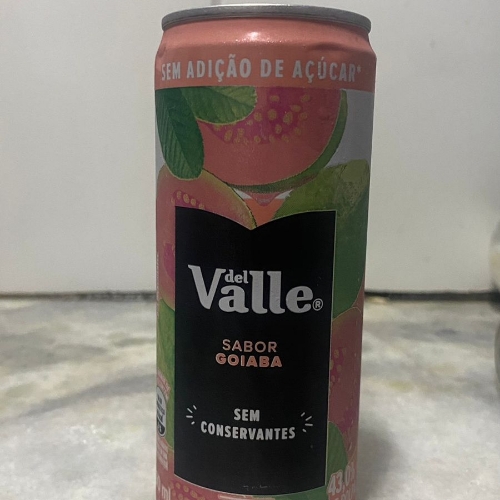 SEM ADIÇÃO DE AÇÚCAR*
del
Valle®
SABOR
GOIABA
SEM
CONSERVANTES